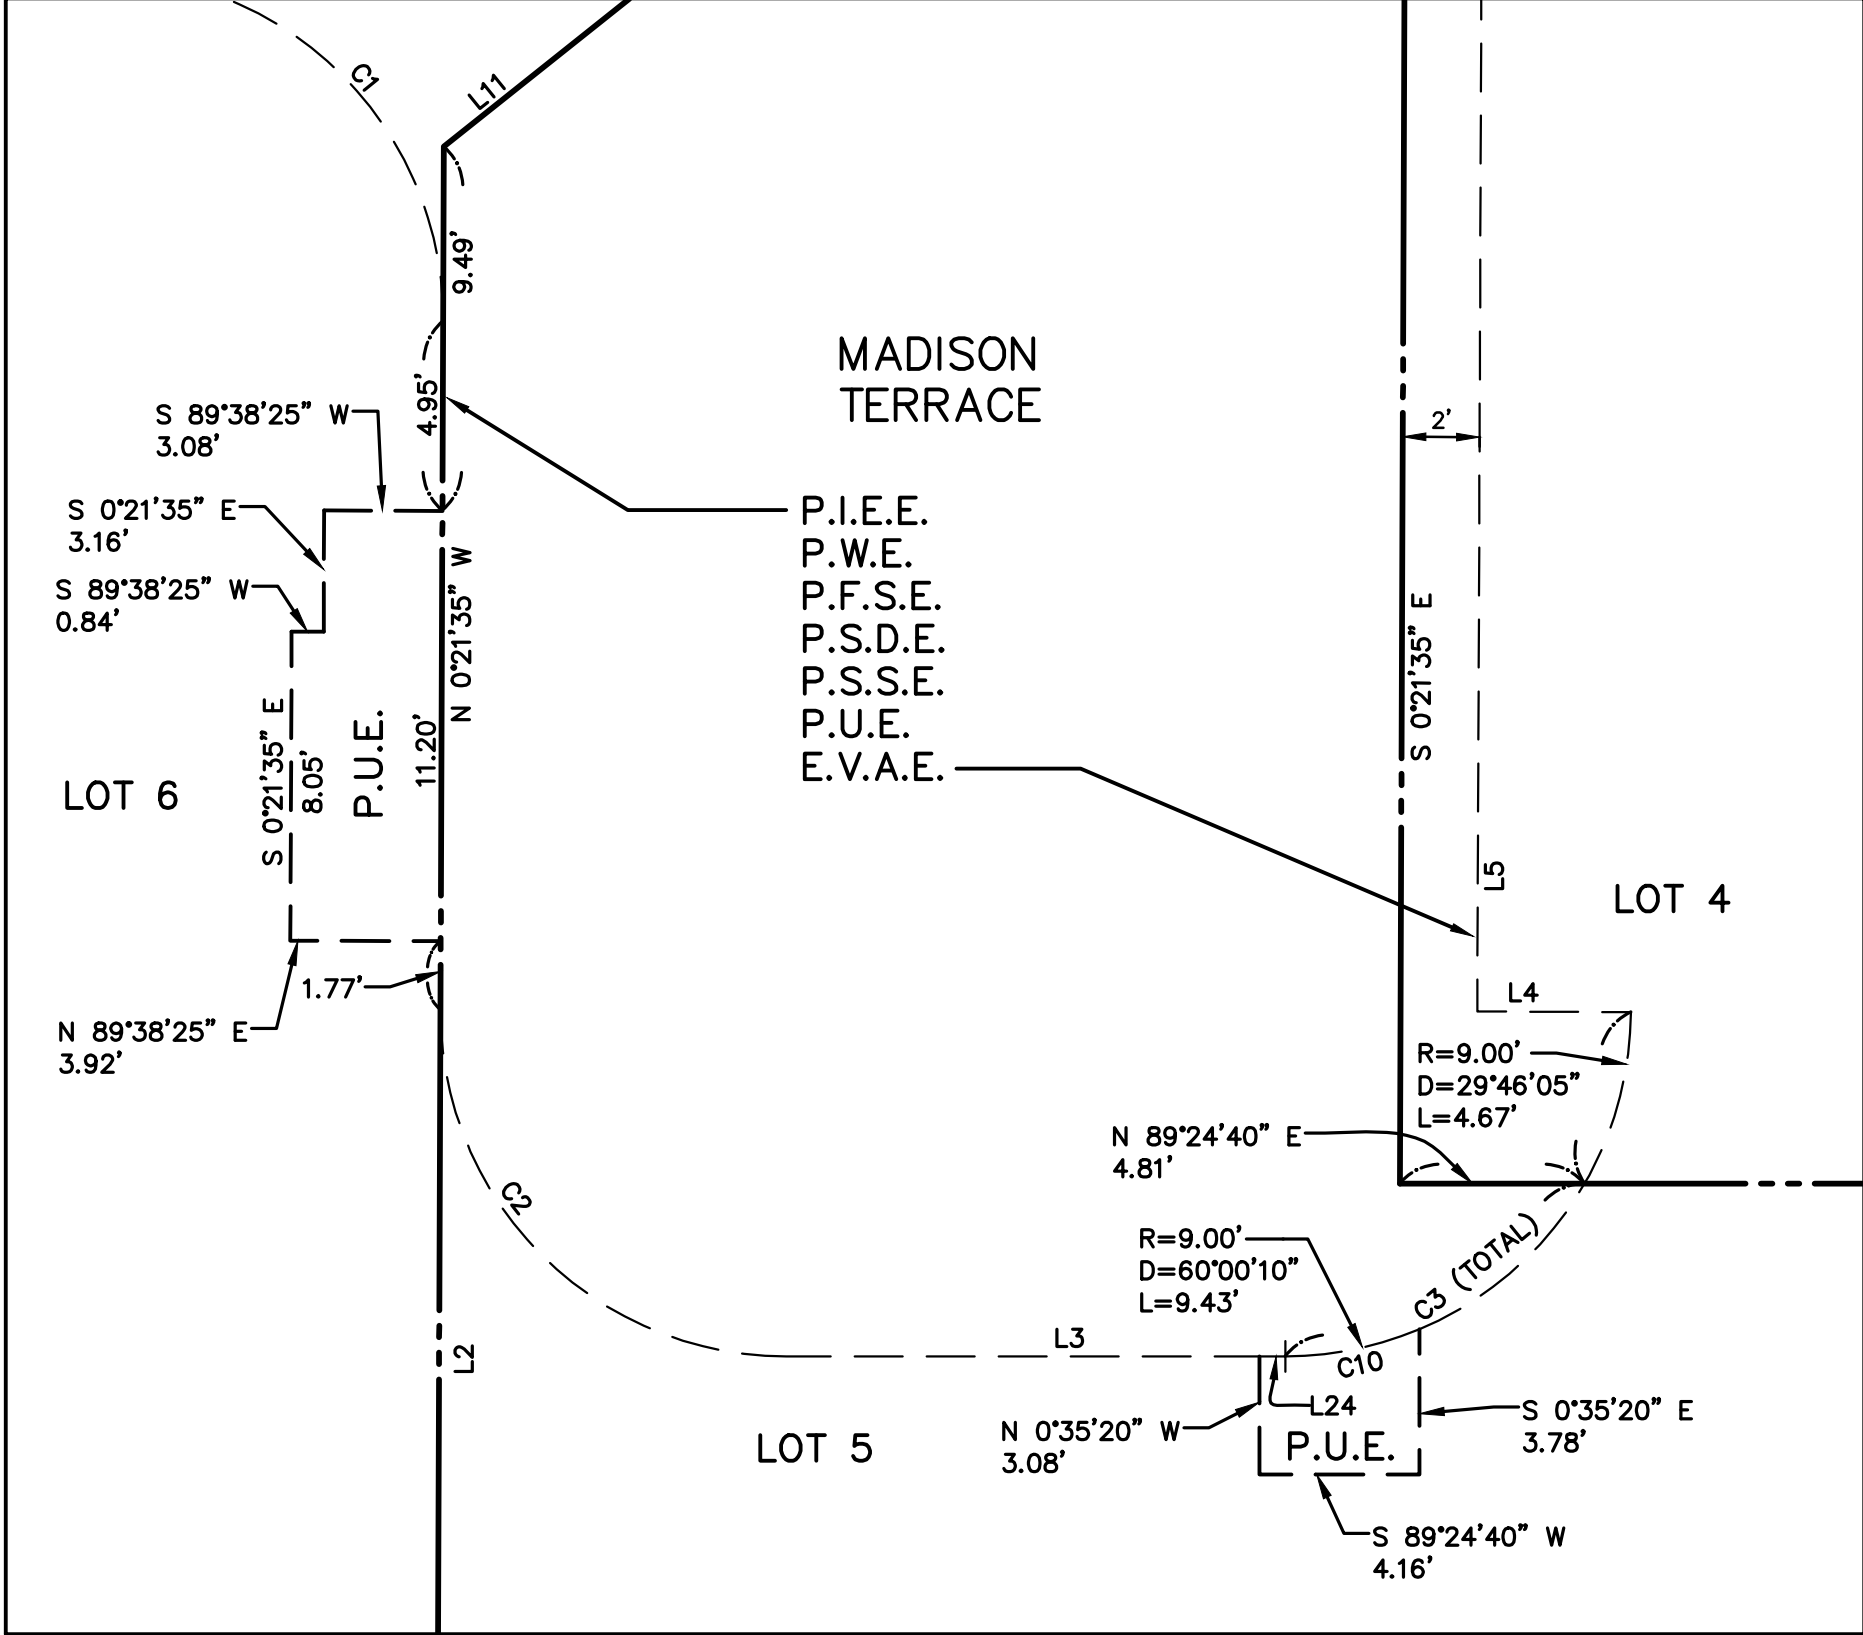 C1
L11
9.49'
MADISON
TERRACE
4.95'
S 89°38'25" W
3.08'
2'
S 0°21'35" E
3.16'
P.I.E.E.
P.W.E.
P.F.S.E.
P.S.D.E.
P.S.S.E.
P.U.E.
E.V.A.E.
S 89°38'25" W
0.84'
N 0°21'35" W
S 0°21'35" E
S 0°21'35" E
8.05'
P.U.E.
11.20'
LOT 6
L5
LOT 4
1.77'
L4
N 89°38'25" E
3.92'
R=9.00'
D=29°46'05"
L=4.67'
N 89°24'40" E
4.81'
C2
R=9.00'
D=60°00'10"
L=9.43'
C3 (TOTAL)
L2
L3
C10
L24
N 0°35'20" W
3.08'
S 0°35'20" E
3.78'
LOT 5
P.U.E.
S 89°24'40" W
4.16'